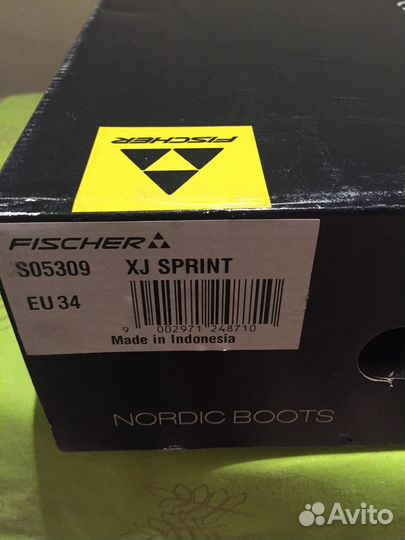 FISCHER
FISCHER
S05309 XJ SPRINT
EU 34
9 002971 248710
Made in Indonesia
NORDIC BOOTS
Avito